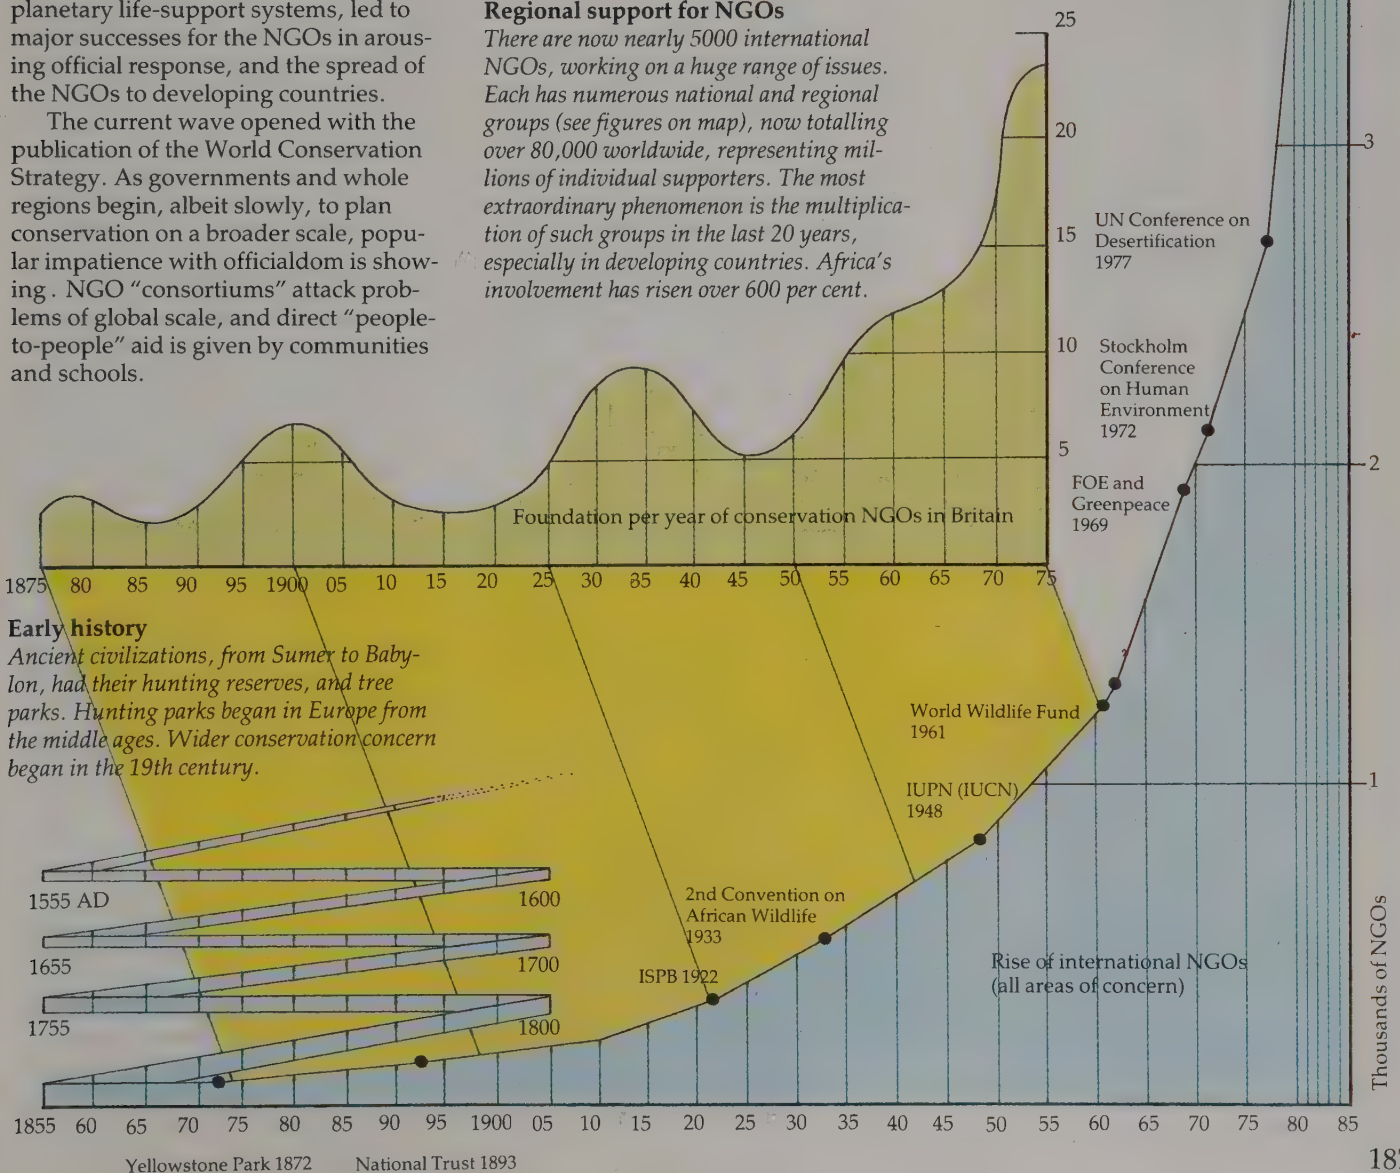 planetary life-support systems, led to
major successes for the NGOs in arous-
ing official response, and the spread of
the NGOs to developing countries.
The current wave opened with the
publication of the World Conservation
Strategy. As governments and whole
regions begin, albeit slowly, to plan
conservation on a broader scale, popu-
lar impatience with officialdom is show-
ing. NGO “consortiums” attack prob-
lems of global scale, and direct “people-
to-people” aid is given by communities
and schools.
Regional support for NGOs
There are now nearly 5000 international
NGOs, working on a huge range of issues.
Each has numerous national and regional
groups (see figures on map), now totalling
over 80,000 worldwide, representing mil-
lions of individual supporters. The most
extraordinary phenomenon is the multiplica-
tion of such groups in the last 20 years,
especially in developing countries. Africa's
involvement has risen over 600 per cent.
25
20
15
10
5
Foundation per year of conservation NGOs in Britain
1875 80 85 90 95 1900 05 10 15 20 25 30 35 40 45 50 55 60 65 70 75
Early history
Ancient civilizations, from Sumer to Baby-
lon, had their hunting reserves, and tree
parks. Hunting parks began in Europe from
the middle ages. Wider conservation concern
began in the 19th century.
1555 AD 1600
1655 1700
1755 1800
3
2
1
UN Conference on
Desertification
1977
Stockholm
Conference
on Human
Environment
1972
FOE and
Greenpeace
1969
World Wildlife Fund
1961
IUPN (IUCN)
1948
2nd Convention on
African Wildlife
1933
ISPB 1922
Rise of international NGOs
(all areas of concern)
Thousands of NGOs
1855 60 65 70 75 80 85 90 95 1900 05 10 15 20 25 30 35 40 45 50 55 60 65 70 75 80 85
Yellowstone Park 1872 National Trust 1893